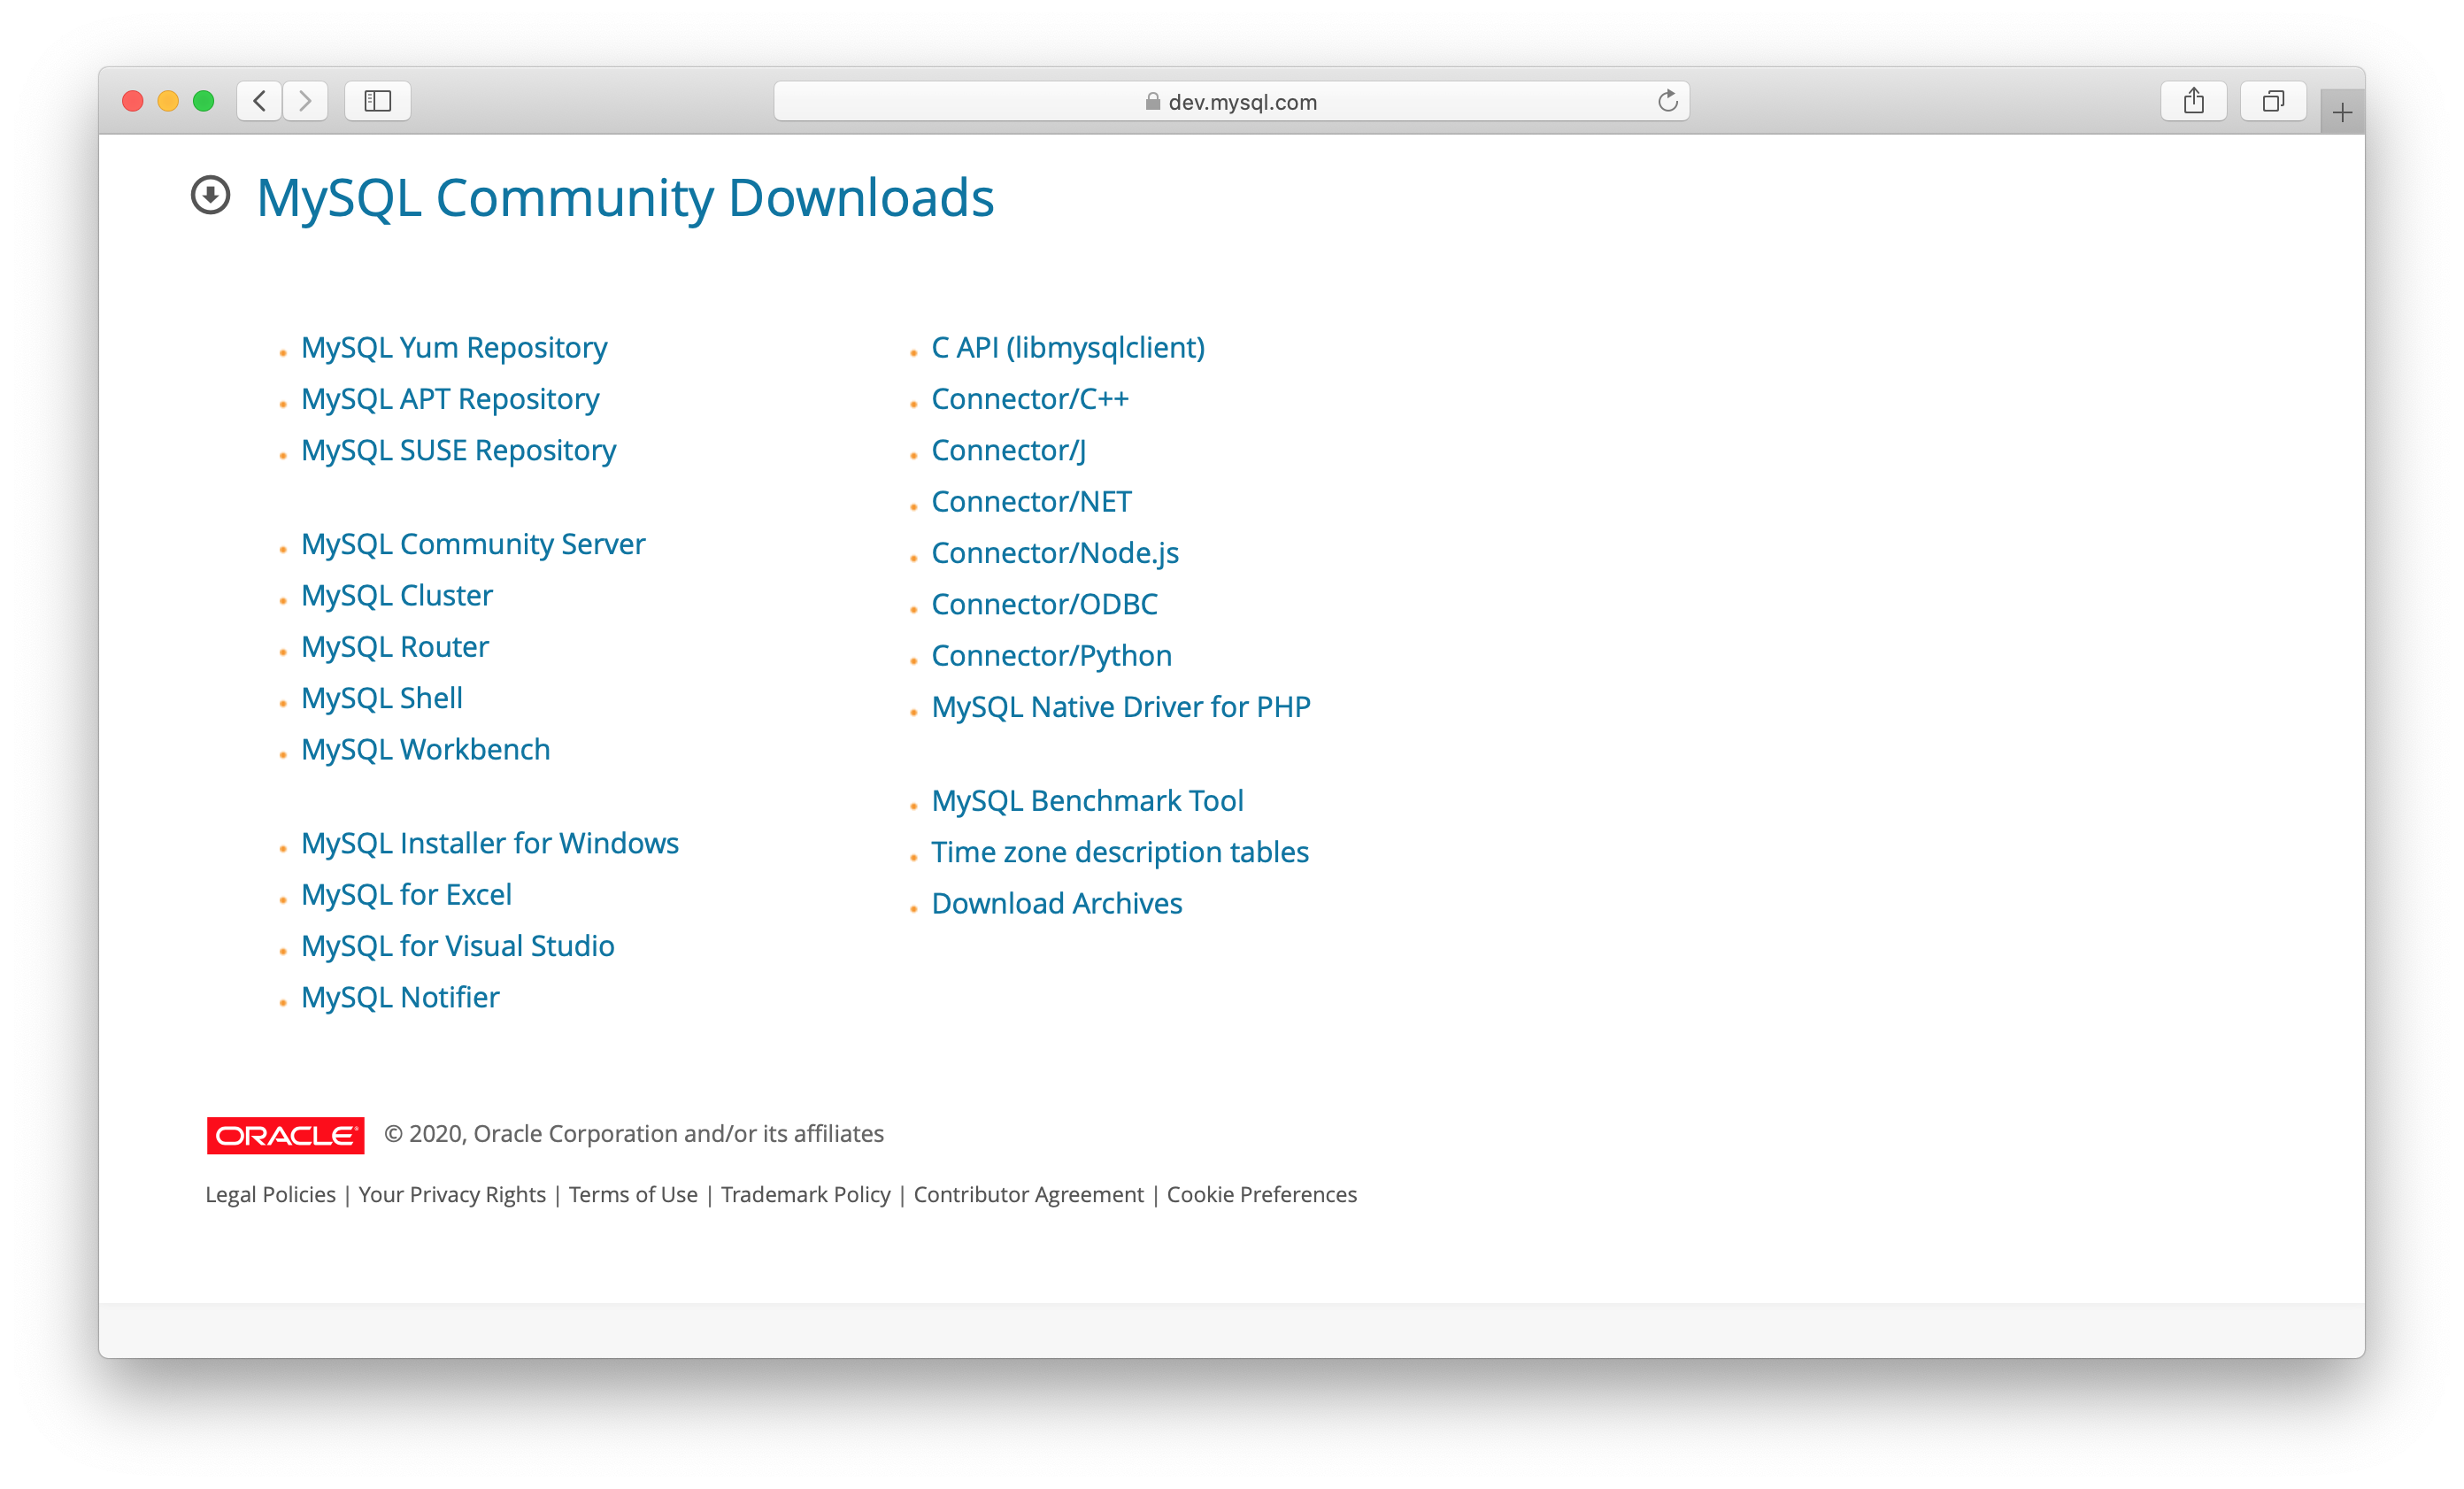 dev.mysql.com
MySQL Community Downloads
MySQL Yum Repository
MySQL APT Repository
MySQL SUSE Repository
MySQL Community Server
MySQL Cluster
MySQL Router
MySQL Shell
MySQL Workbench
MySQL Installer for Windows
MySQL for Excel
MySQL for Visual Studio
MySQL Notifier
C API (libmysqlclient)
Connector/C++
Connector/J
Connector/NET
Connector/Node.js
Connector/ODBC
Connector/Python
MySQL Native Driver for PHP
MySQL Benchmark Tool
Time zone description tables
Download Archives
ORACLE® © 2020, Oracle Corporation and/or its affiliates
Legal Policies | Your Privacy Rights | Terms of Use | Trademark Policy | Contributor Agreement | Cookie Preferences